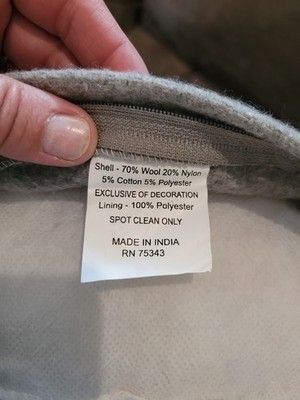 Shell - 70% Wool 20% Nylon
5% Cotton 5% Polyester
EXCLUSIVE OF DECORATION
Lining - 100% Polyester
SPOT CLEAN ONLY
MADE IN INDIA
RN 75343